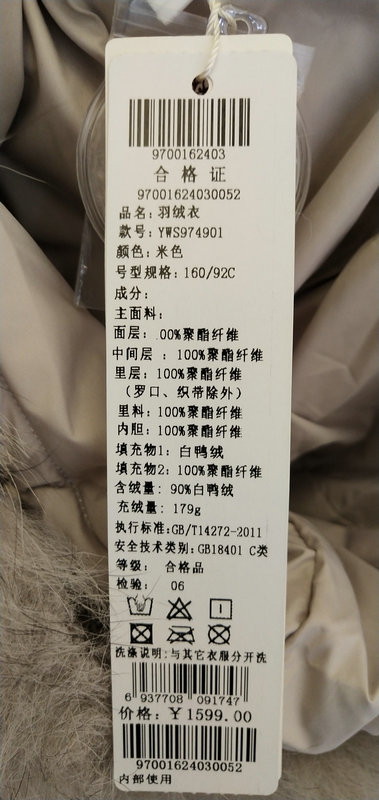 9700162403
合格证
97001624030052
品名: 羽绒衣
款号: YWS974901
颜色: 米色
号型规格: 160/92C
成分:
主面料:
面层: 00%聚酯纤维
中间层: 100%聚酯纤维
里层: 100%聚酯纤维
(罗口、织带除外)
里料: 100%聚酯纤维
内胆: 100%聚酯纤维
填充物1: 白鸭绒
填充物2: 100%聚酯纤维
含绒量: 90%白鸭绒
充绒量: 179g
执行标准:GB/T14272-2011
安全技术类别:GB18401 C类
等级: 合格品
检验: 06
洗涤说明:与其它衣服分开洗
6 937708 091747
价格: ¥1599.00
97001624030052
内部使用